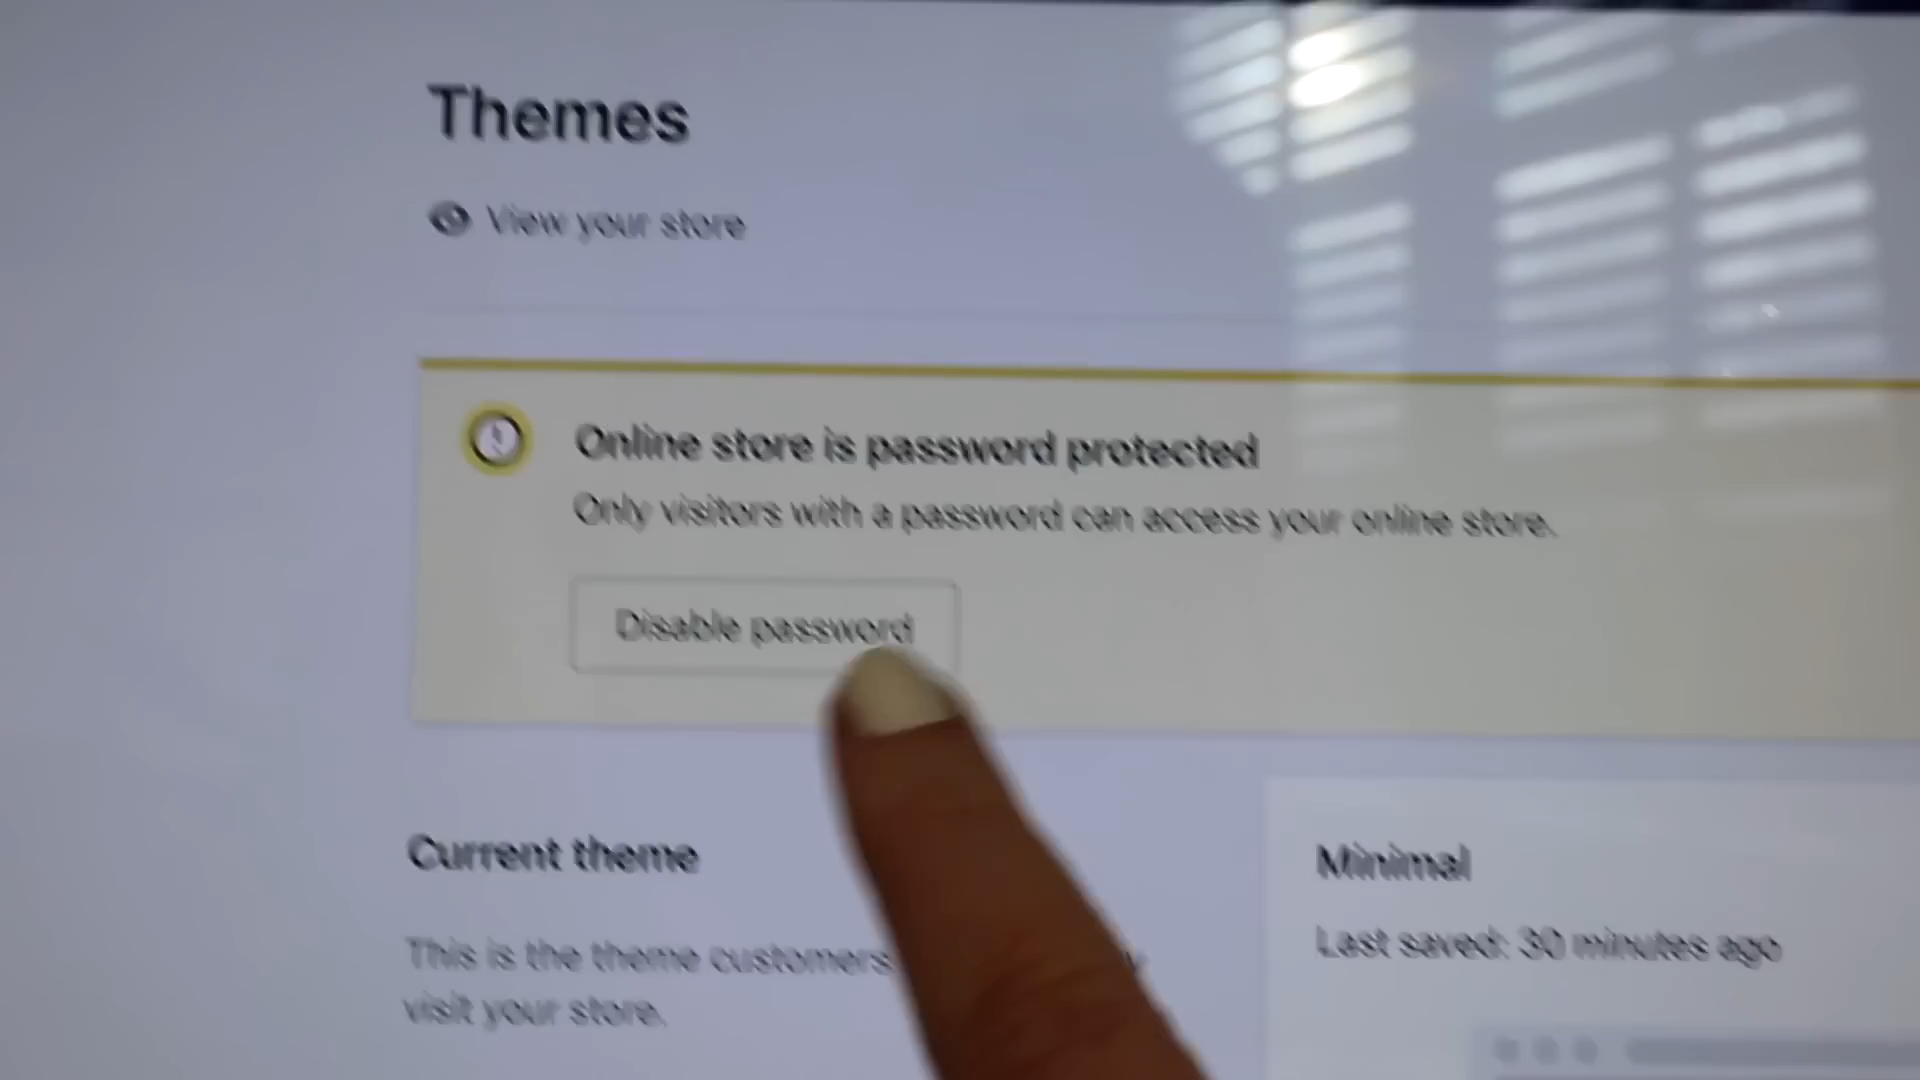 Themes
View your store
Online store is password protected
Only visitors with a password can access your online store.
Disable password
Current theme
Minimal
This is the theme customers
Last saved: 30 minutes ago
visit your store.